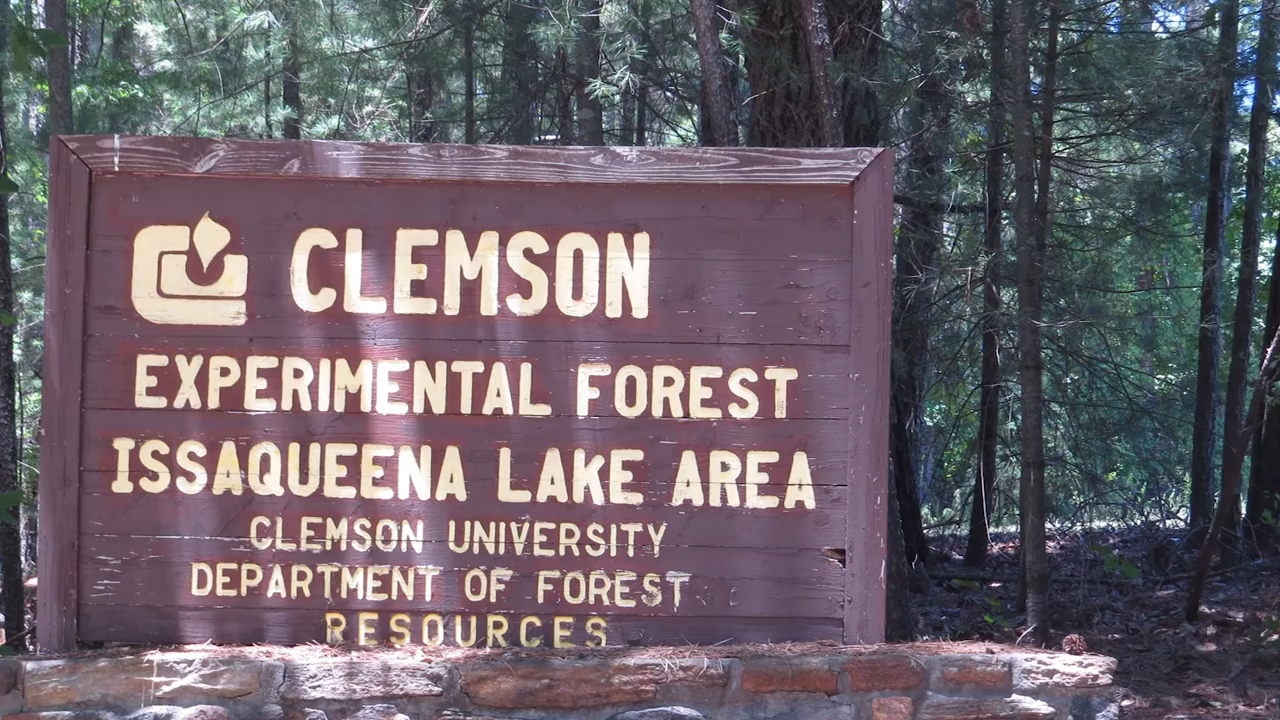 CLEMSON
EXPERIMENTAL FOREST
ISSAQUEENA LAKE AREA
CLEMSON UNIVERSITY
DEPARTMENT OF FOREST
RESOURCES